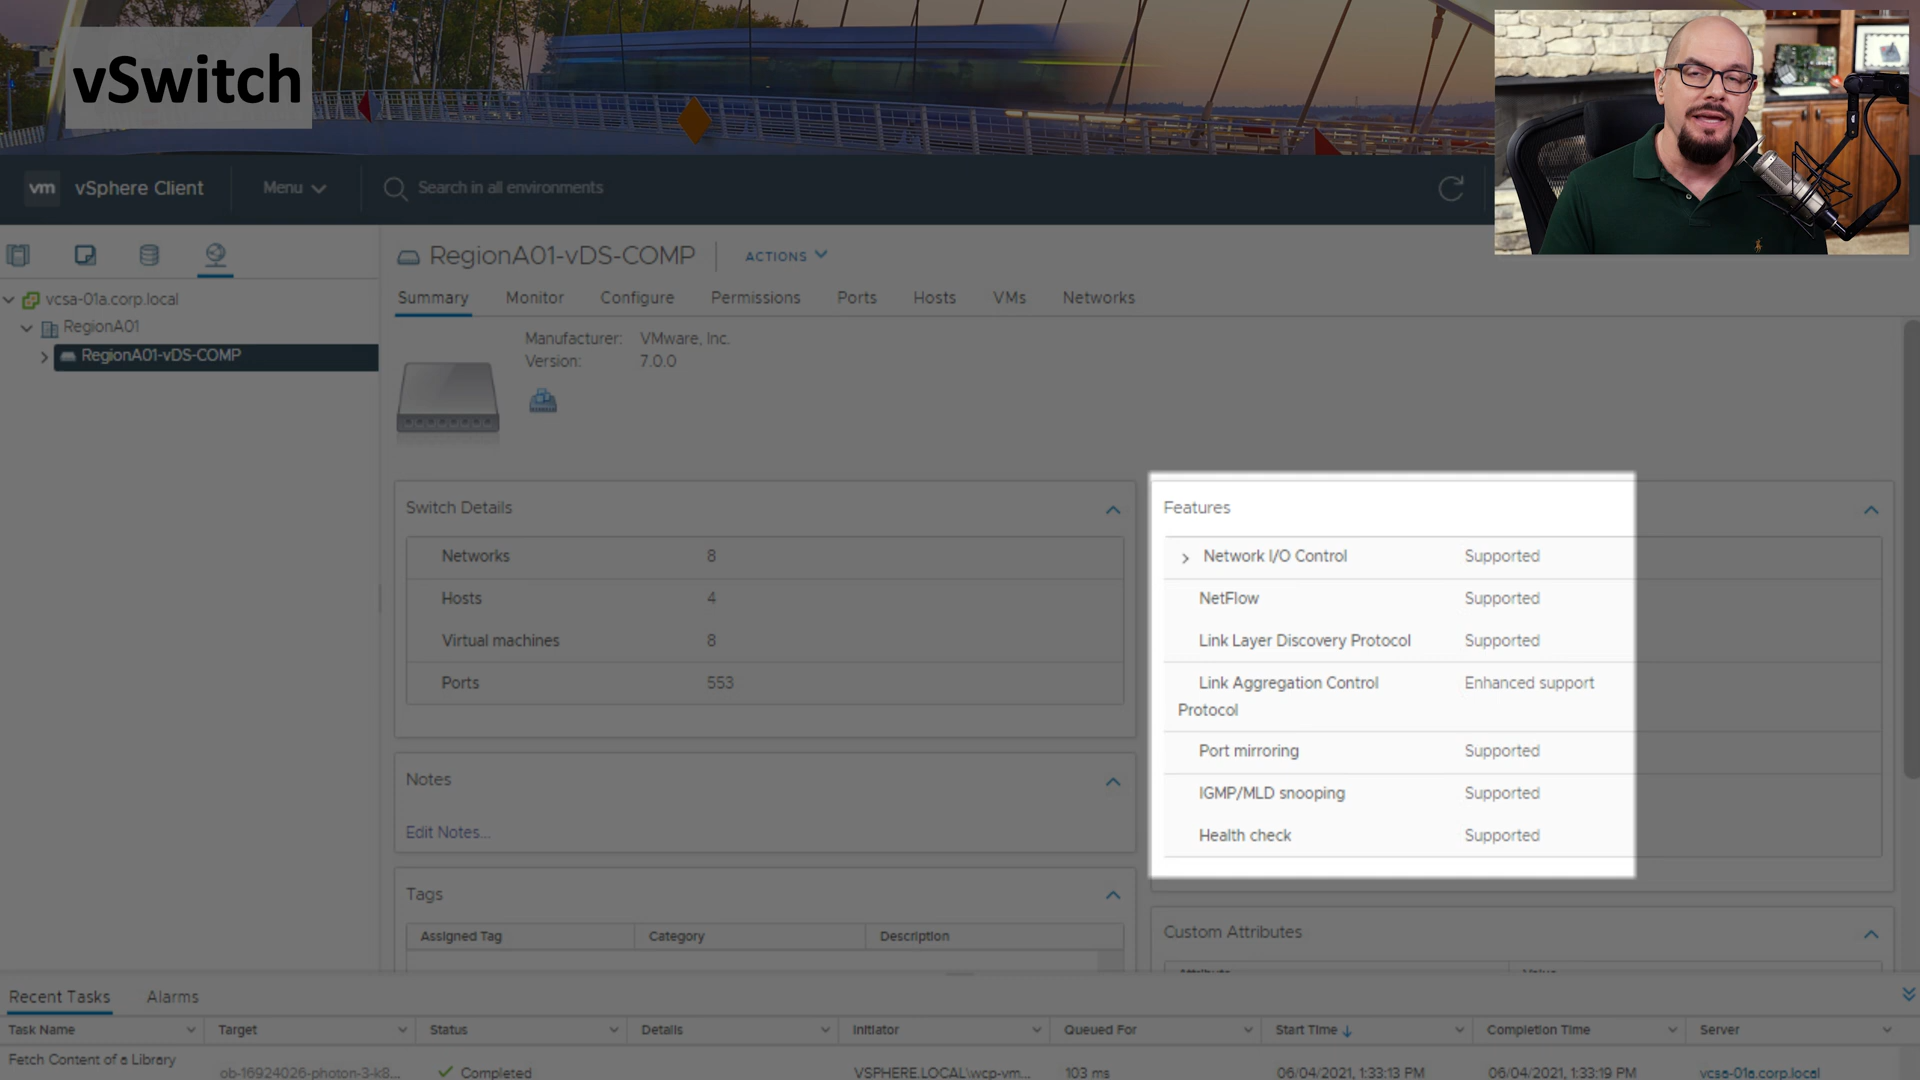 vSwitch
vm vSphere Client Menu Search in all environments
vcsa-01a.corp.local
RegionA01
RegionA01-vDS-COMP
RegionA01-vDS-COMP ACTIONS
Summary Monitor Configure Permissions Ports Hosts VMs Networks
Manufacturer: VMware, Inc.
Version: 7.0.0
Switch Details
Networks 8
Hosts 4
Virtual machines 8
Ports 553
Notes
Edit Notes...
Tags
Assigned Tag Category Description
Features
Network I/O Control Supported
NetFlow Supported
Link Layer Discovery Protocol Supported
Link Aggregation Control Enhanced support
Protocol
Port mirroring Supported
IGMP/MLD snooping Supported
Health check Supported
Custom Attributes
Attribute Value
Recent Tasks Alarms
Task Name Target Status Details Initiator Queued For Start Time Completion Time Server
Fetch Content of a Library
ob-16924026-photon-3-k8... Completed VSPHERE.LOCAL\wcp-vm... 103 ms 06/04/2021, 1:33:13 PM 06/04/2021, 1:33:19 PM vcsa-01a.corp.local